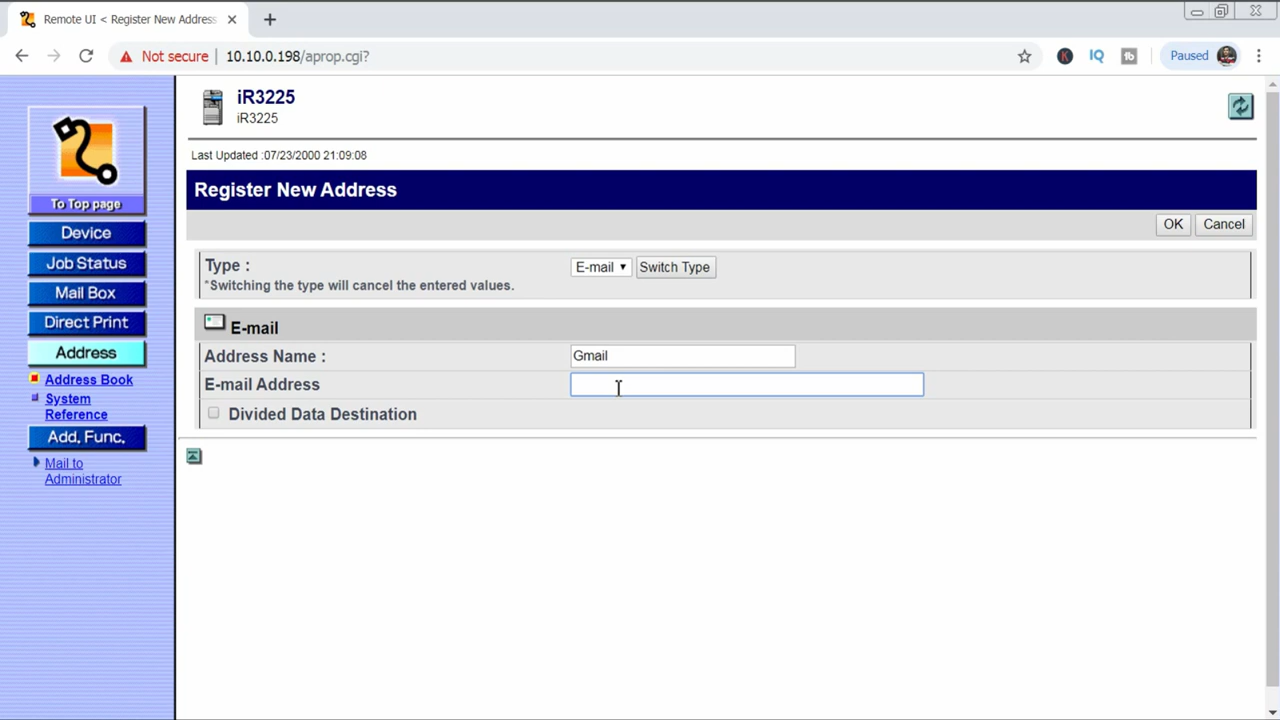 Remote UI < Register New Address
Not secure | 10.10.0.198/aprop.cgi?
K
IQ
tb
Paused
iR3225
iR3225
Last Updated :07/23/2000 21:09:08
Register New Address
OK
Cancel
Type :
E-mail
Switch Type
*Switching the type will cancel the entered values.
E-mail
Address Name :
Gmail
E-mail Address
Divided Data Destination
To Top page
Device
Job Status
Mail Box
Direct Print
Address
Address Book
System
Reference
Add. Func.
Mail to
Administrator